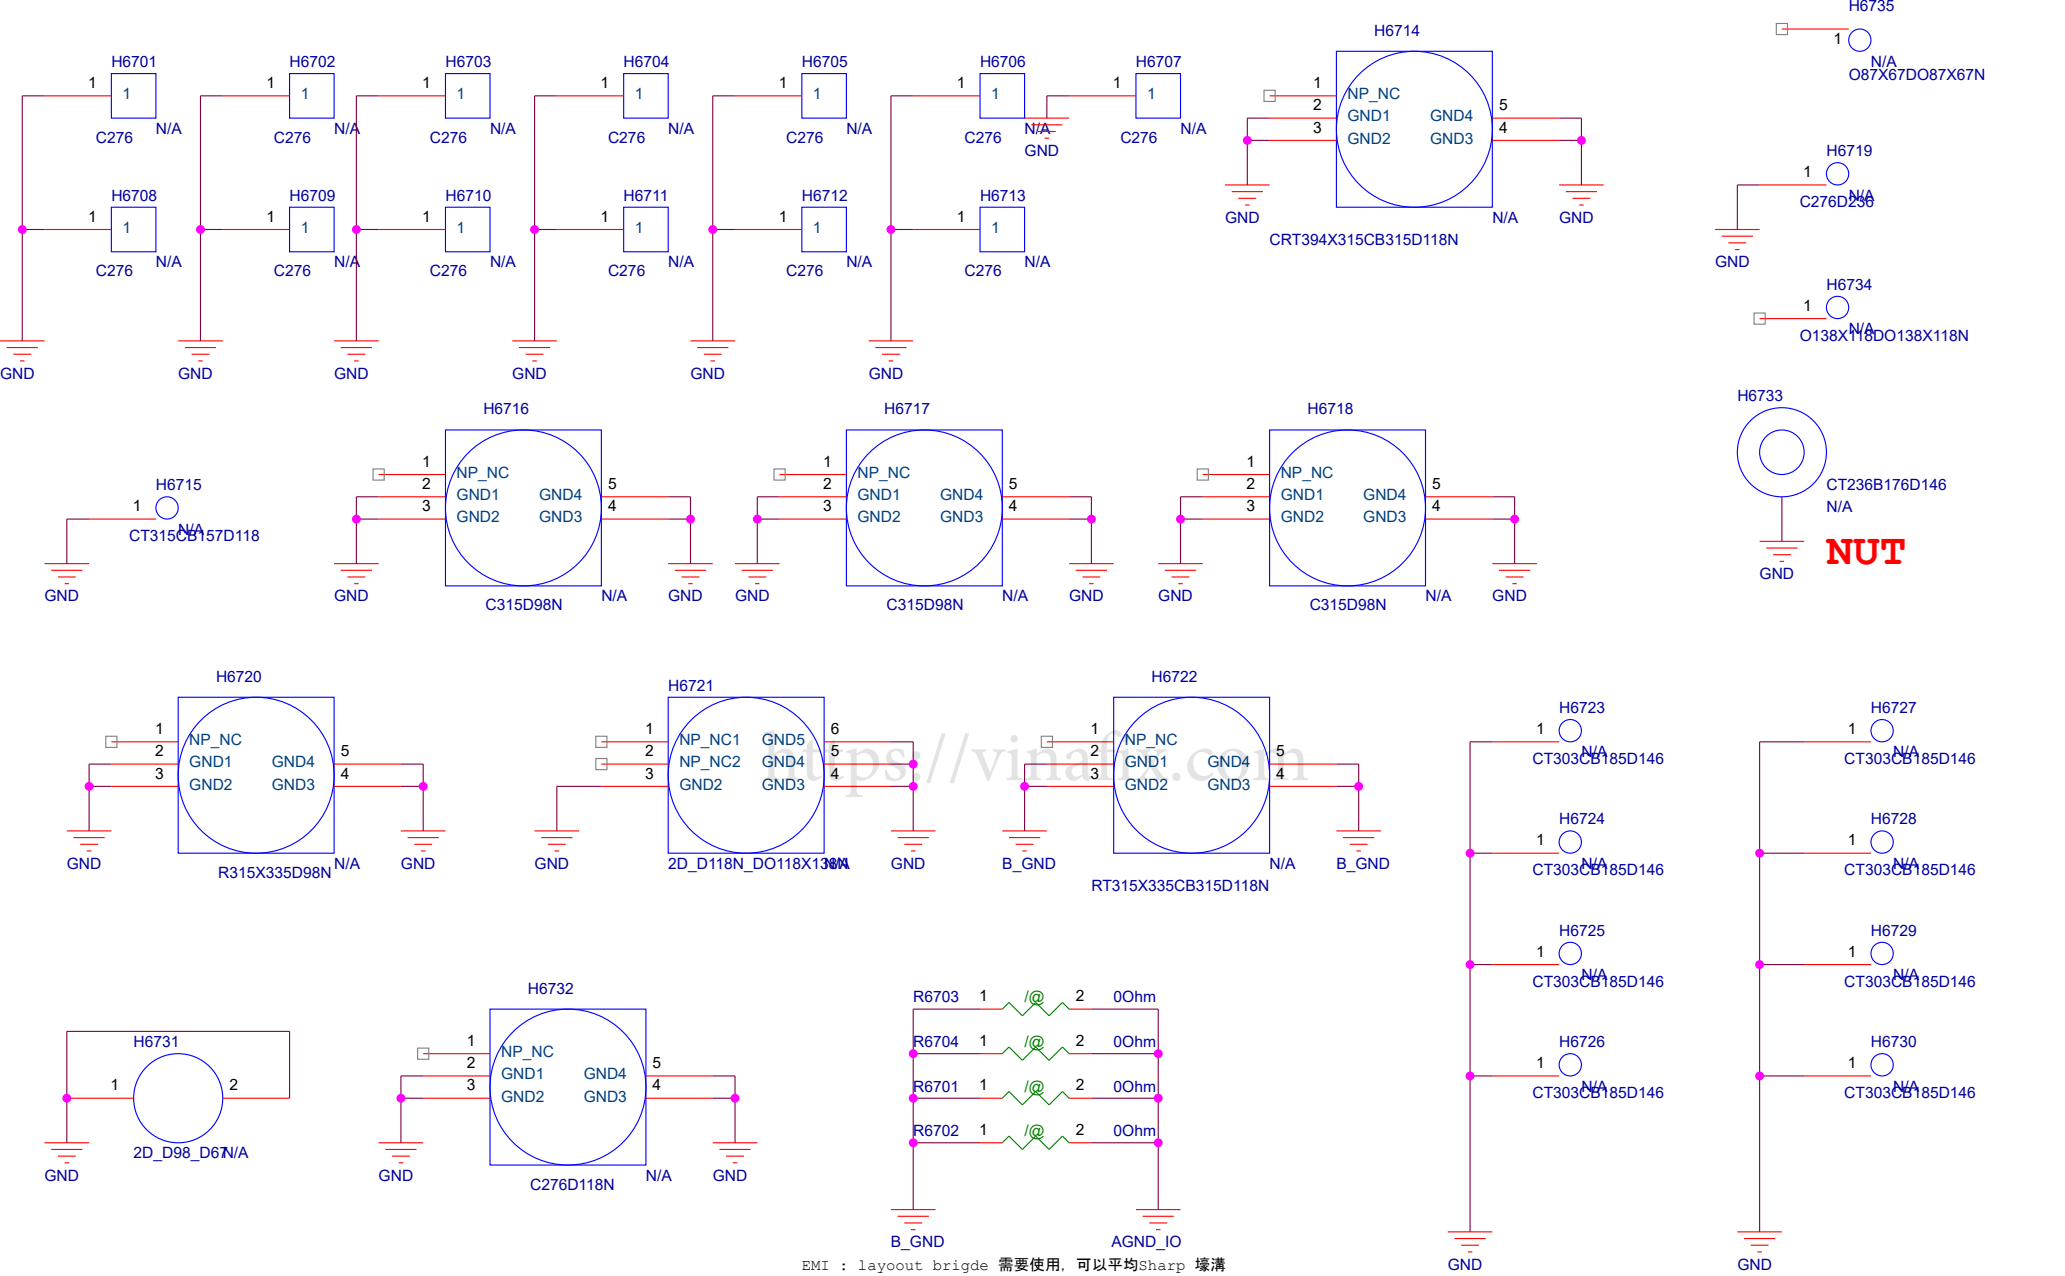 H6735
1
N/A
O87X67DO87X67N
H6701
1
1
N/A
C276
H6702
1
1
N/A
C276
H6703
1
1
N/A
C276
H6704
1
1
N/A
C276
H6705
1
1
N/A
C276
H6706
1
1
N/A
C276
H6707
1
1
N/A
C276
GND
H6714
1
2
3
NP_NC
GND1
GND2
GND4
GND3
5
4
GND
GND
N/A
CRT394X315CB315D118N
H6719
1
N/A
C276D236
GND
H6708
1
1
N/A
C276
GND
H6709
1
1
N/A
C276
GND
H6710
1
1
N/A
C276
GND
H6711
1
1
N/A
C276
GND
H6712
1
1
N/A
C276
GND
H6713
1
1
N/A
C276
GND
H6734
1
N/A
O138X118DO138X118N
H6715
1
N/A
CT315CB157D118
GND
H6716
1
2
3
NP_NC
GND1
GND2
GND4
GND3
5
4
GND
GND
N/A
C315D98N
H6717
1
2
3
NP_NC
GND1
GND2
GND4
GND3
5
4
GND
GND
N/A
C315D98N
H6718
1
2
3
NP_NC
GND1
GND2
GND4
GND3
5
4
GND
GND
N/A
C315D98N
H6733
CT236B176D146
N/A
GND
NUT
H6720
1
2
3
NP_NC
GND1
GND2
GND4
GND3
5
4
GND
GND
N/A
R315X335D98N
H6721
1
2
3
NP_NC1
NP_NC2
GND2
GND5
GND4
GND3
6
5
4
GND
GND
N/A
2D_D118N_DO118X138N
H6722
1
2
3
NP_NC
GND1
GND2
GND4
GND3
5
4
B_GND
B_GND
N/A
RT315X335CB315D118N
https://vinafix.com
H6723
1
N/A
CT303CB185D146
H6724
1
N/A
CT303CB185D146
H6725
1
N/A
CT303CB185D146
H6726
1
N/A
CT303CB185D146
GND
H6727
1
N/A
CT303CB185D146
H6728
1
N/A
CT303CB185D146
H6729
1
N/A
CT303CB185D146
H6730
1
N/A
CT303CB185D146
GND
H6731
1
2
2D_D98_D67
N/A
GND
H6732
1
2
3
NP_NC
GND1
GND2
GND4
GND3
5
4
GND
GND
N/A
C276D118N
R6703 1 /@ 2 0Ohm
R6704 1 /@ 2 0Ohm
R6701 1 /@ 2 0Ohm
R6702 1 /@ 2 0Ohm
B_GND
AGND_IO
EMI : layoout brigde 需要使用, 可以平均Sharp 壕溝